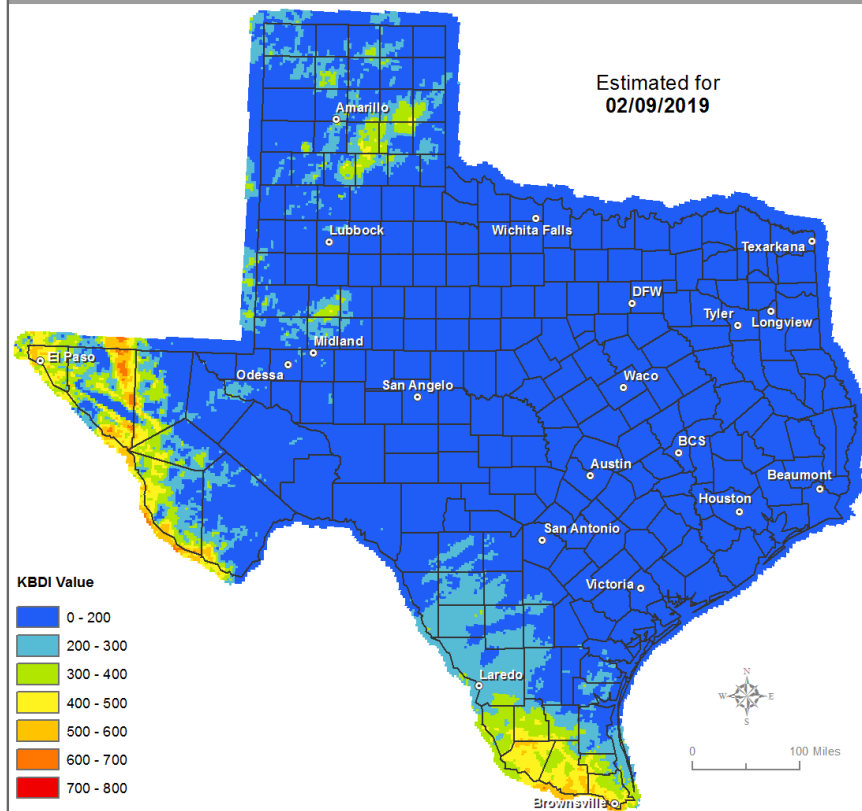 Estimated for
02/09/2019
Amarillo
Lubbock
Wichita Falls
Texarkana
DFW
Tyler
Longview
Midland
El Paso
Odessa
San Angelo
Waco
BCS
Austin
Beaumont
Houston
San Antonio
Victoria
Laredo
Brownsville
KBDI Value
0 - 200
200 - 300
300 - 400
400 - 500
500 - 600
600 - 700
700 - 800
N
W
E
S
0 100 Miles